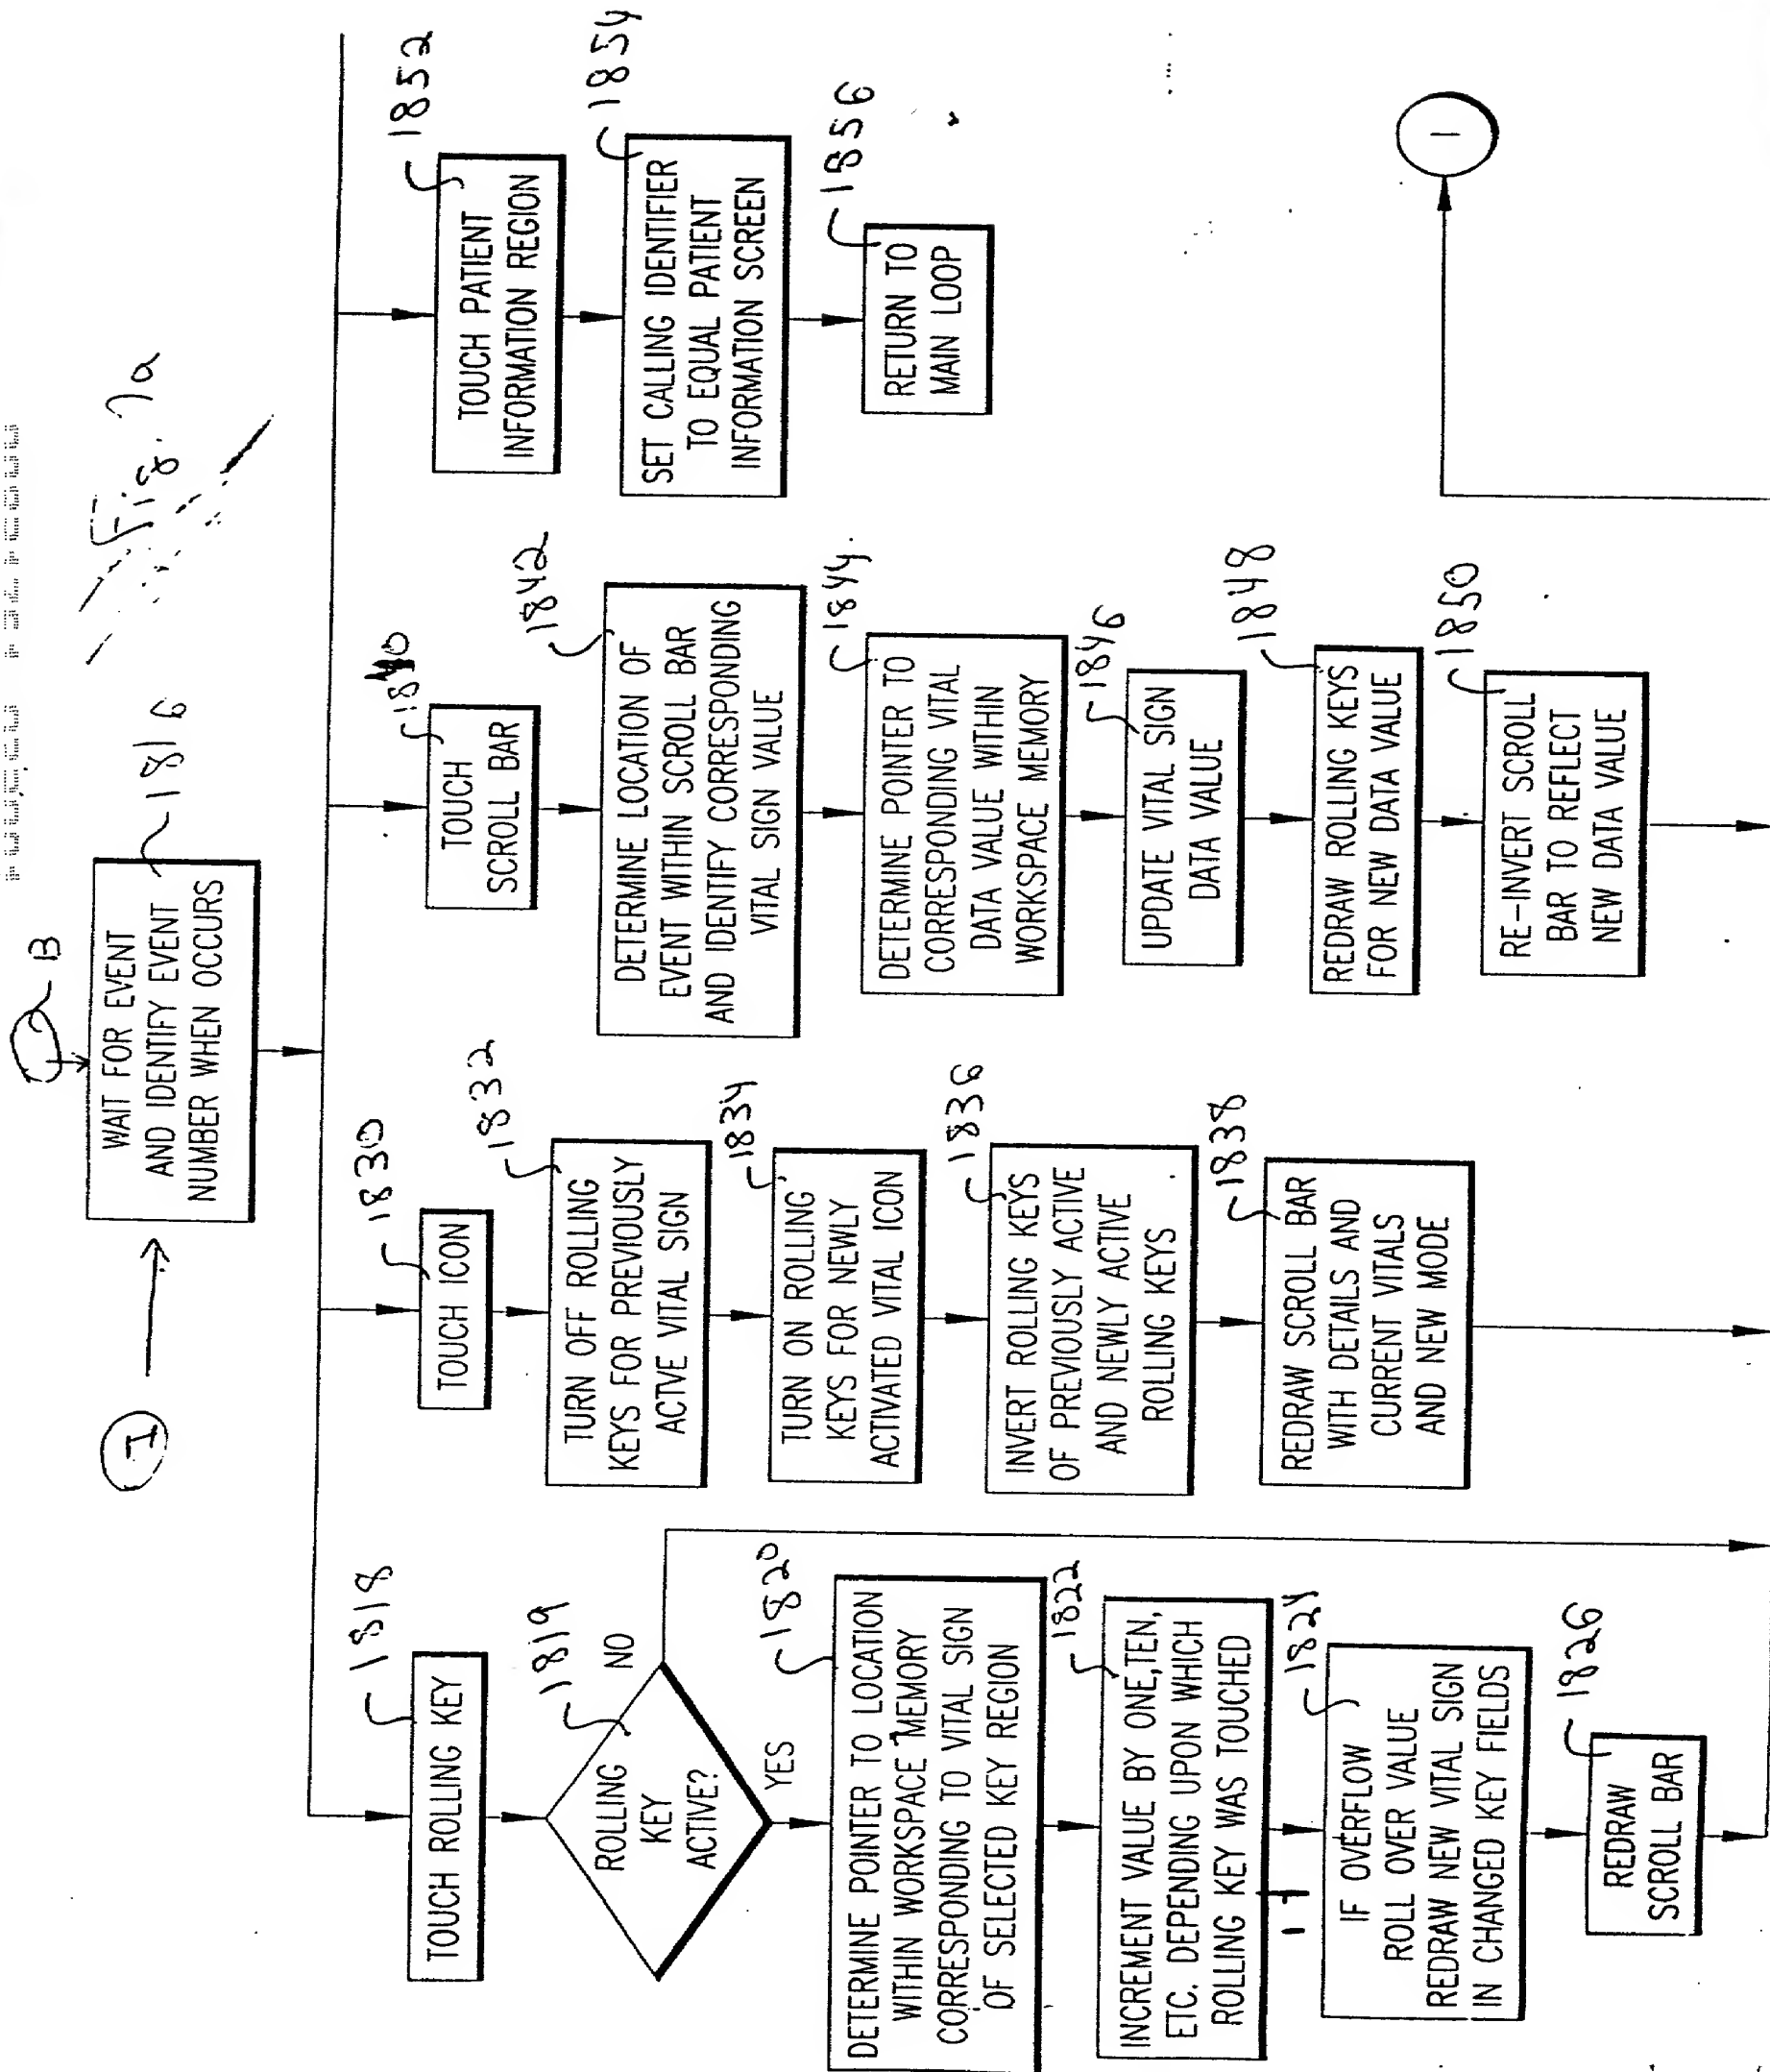 B
I
WAIT FOR EVENT
AND IDENTIFY EVENT
NUMBER WHEN OCCURS
1816
Fig. 7a
1818
TOUCH ROLLING KEY
1819
ROLLING
KEY
ACTIVE?
NO
YES
1820
DETERMINE POINTER TO LOCATION
WITHIN WORKSPACE MEMORY
CORRESPONDING TO VITAL SIGN
OF SELECTED KEY REGION
1822
INCREMENT VALUE BY ONE,TEN,
ETC. DEPENDING UPON WHICH
ROLLING KEY WAS TOUCHED
1824
IF OVERFLOW
ROLL OVER VALUE
REDRAW NEW VITAL SIGN
IN CHANGED KEY FIELDS
1826
REDRAW
SCROLL BAR
1830
TOUCH ICON
1832
TURN OFF ROLLING
KEYS FOR PREVIOUSLY
ACTVE VITAL SIGN
1834
TURN ON ROLLING
KEYS FOR NEWLY
ACTIVATED VITAL ICON
1836
INVERT ROLLING KEYS
OF PREVIOUSLY ACTIVE
AND NEWLY ACTIVE
ROLLING KEYS
1838
REDRAW SCROLL BAR
WITH DETAILS AND
CURRENT VITALS
AND NEW MODE
1840
TOUCH
SCROLL BAR
1842
DETERMINE LOCATION OF
EVENT WITHIN SCROLL BAR
AND IDENTIFY CORRESPONDING
VITAL SIGN VALUE
1844
DETERMINE POINTER TO
CORRESPONDING VITAL
DATA VALUE WITHIN
WORKSPACE MEMORY
1846
UPDATE VITAL SIGN
DATA VALUE
1848
REDRAW ROLLING KEYS
FOR NEW DATA VALUE
1850
RE-INVERT SCROLL
BAR TO REFLECT
NEW DATA VALUE
1852
TOUCH PATIENT
INFORMATION REGION
1854
SET CALLING IDENTIFIER
TO EQUAL PATIENT
INFORMATION SCREEN
1856
RETURN TO
MAIN LOOP
I